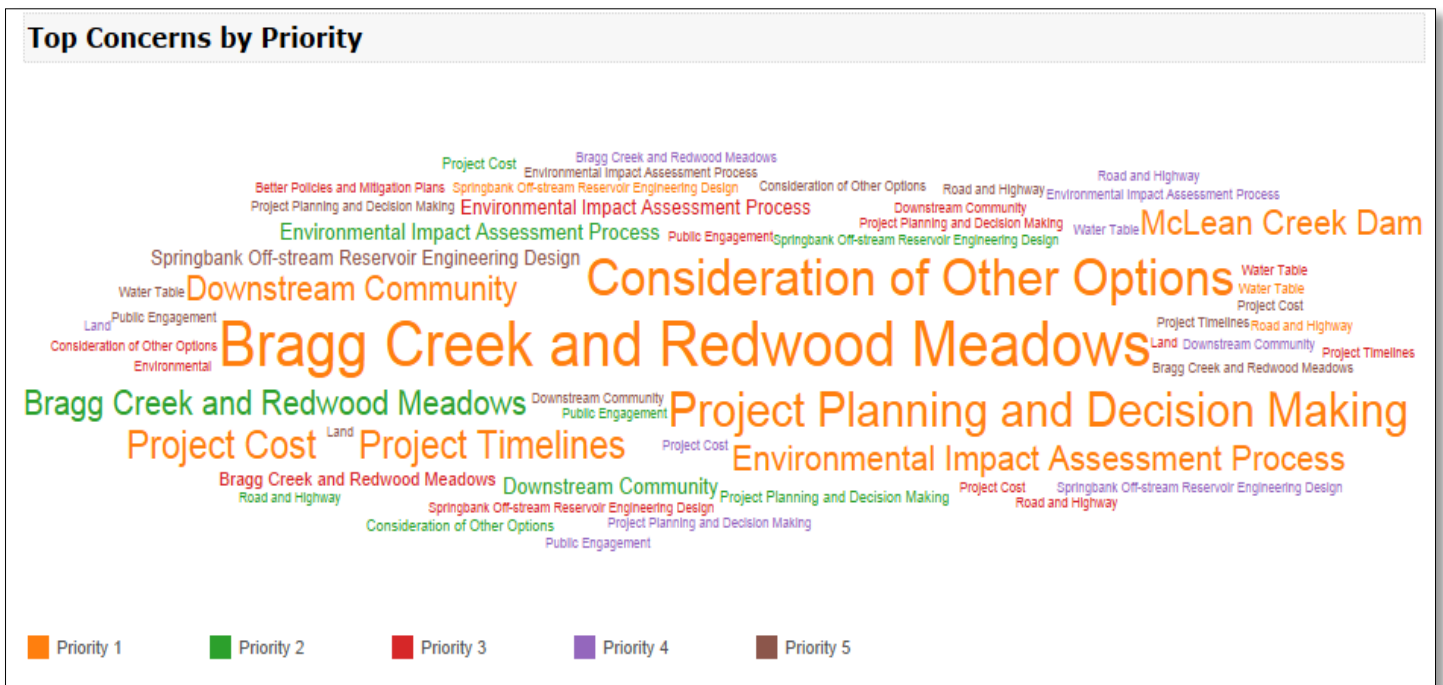 Top Concerns by Priority
Project Cost
Bragg Creek and Redwood Meadows
Environmental Impact Assessment Process
Road and Highway
Better Policies and Mitigation Plans
Springbank Off-stream Reservoir Engineering Design
Consideration of Other Options
Road and Highway
Environmental Impact Assessment Process
Project Planning and Decision Making
Environmental Impact Assessment Process
Downstream Community
Project Planning and Decision Making
McLean Creek Dam
Environmental Impact Assessment Process
Public Engagement
Springbank Off-stream Reservoir Engineering Design
Water Table
Springbank Off-stream Reservoir Engineering Design
Consideration of Other Options
Water Table
Water Table
Downstream Community
Water Table
Project Cost
Land
Public Engagement
Project Timelines
Road and Highway
Consideration of Other Options
Bragg Creek and Redwood Meadows
Land
Downstream Community
Project Timelines
Environmental
Bragg Creek and Redwood Meadows
Bragg Creek and Redwood Meadows
Downstream Community
Public Engagement
Project Planning and Decision Making
Project Cost
Land
Project Timelines
Project Cost
Environmental Impact Assessment Process
Bragg Creek and Redwood Meadows
Downstream Community
Project Cost
Springbank Off-stream Reservoir Engineering Design
Road and Highway
Project Planning and Decision Making
Road and Highway
Springbank Off-stream Reservoir Engineering Design
Consideration of Other Options
Project Planning and Decision Making
Public Engagement
Priority 1
Priority 2
Priority 3
Priority 4
Priority 5